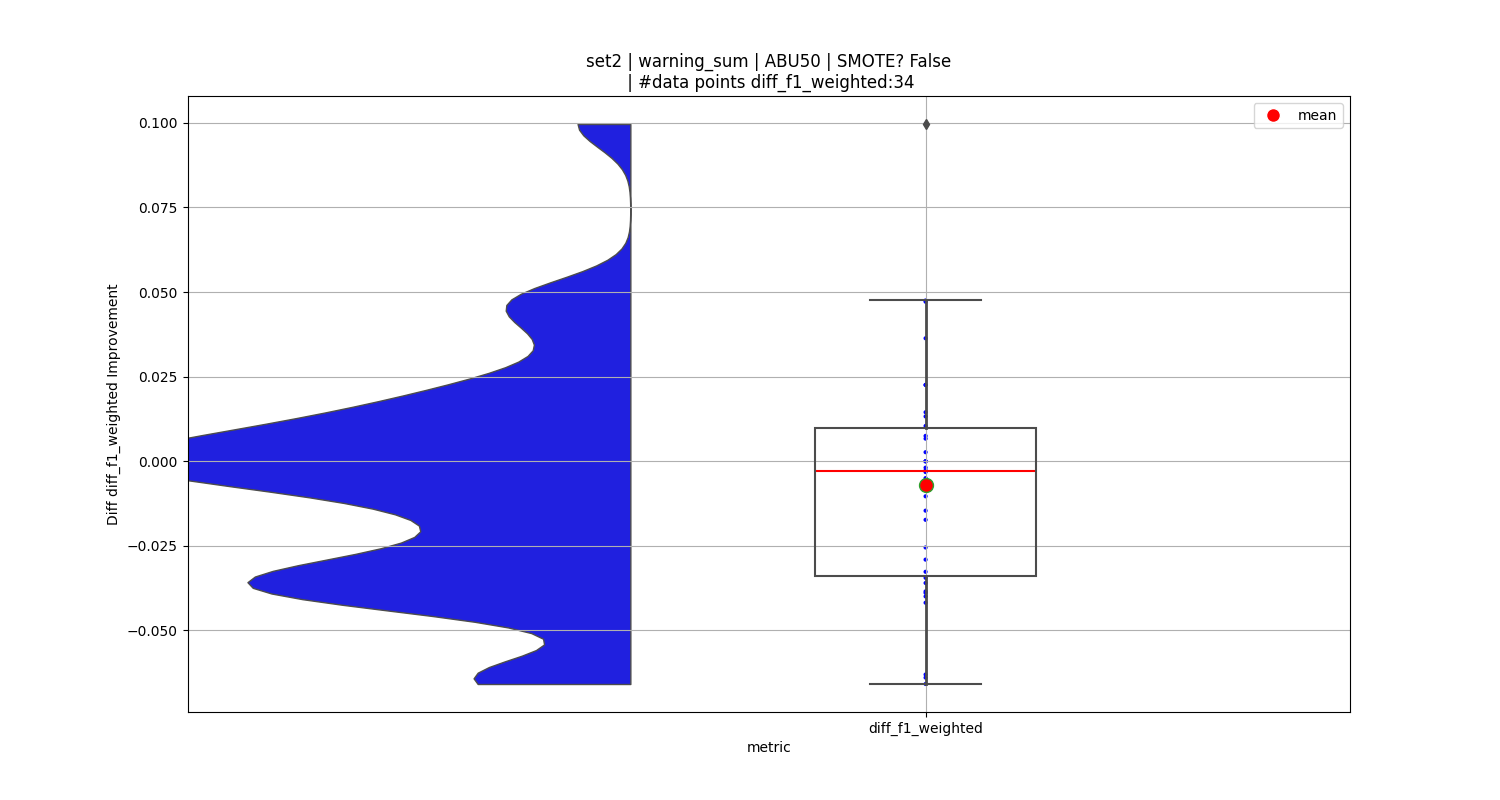 set2 | warning_sum | ABU50 | SMOTE? False
| #data points diff_f1_weighted:34
mean
0.100
0.075
0.050
0.025
0.000
−0.025
−0.050
Diff diff_f1_weighted Improvement
diff_f1_weighted
metric